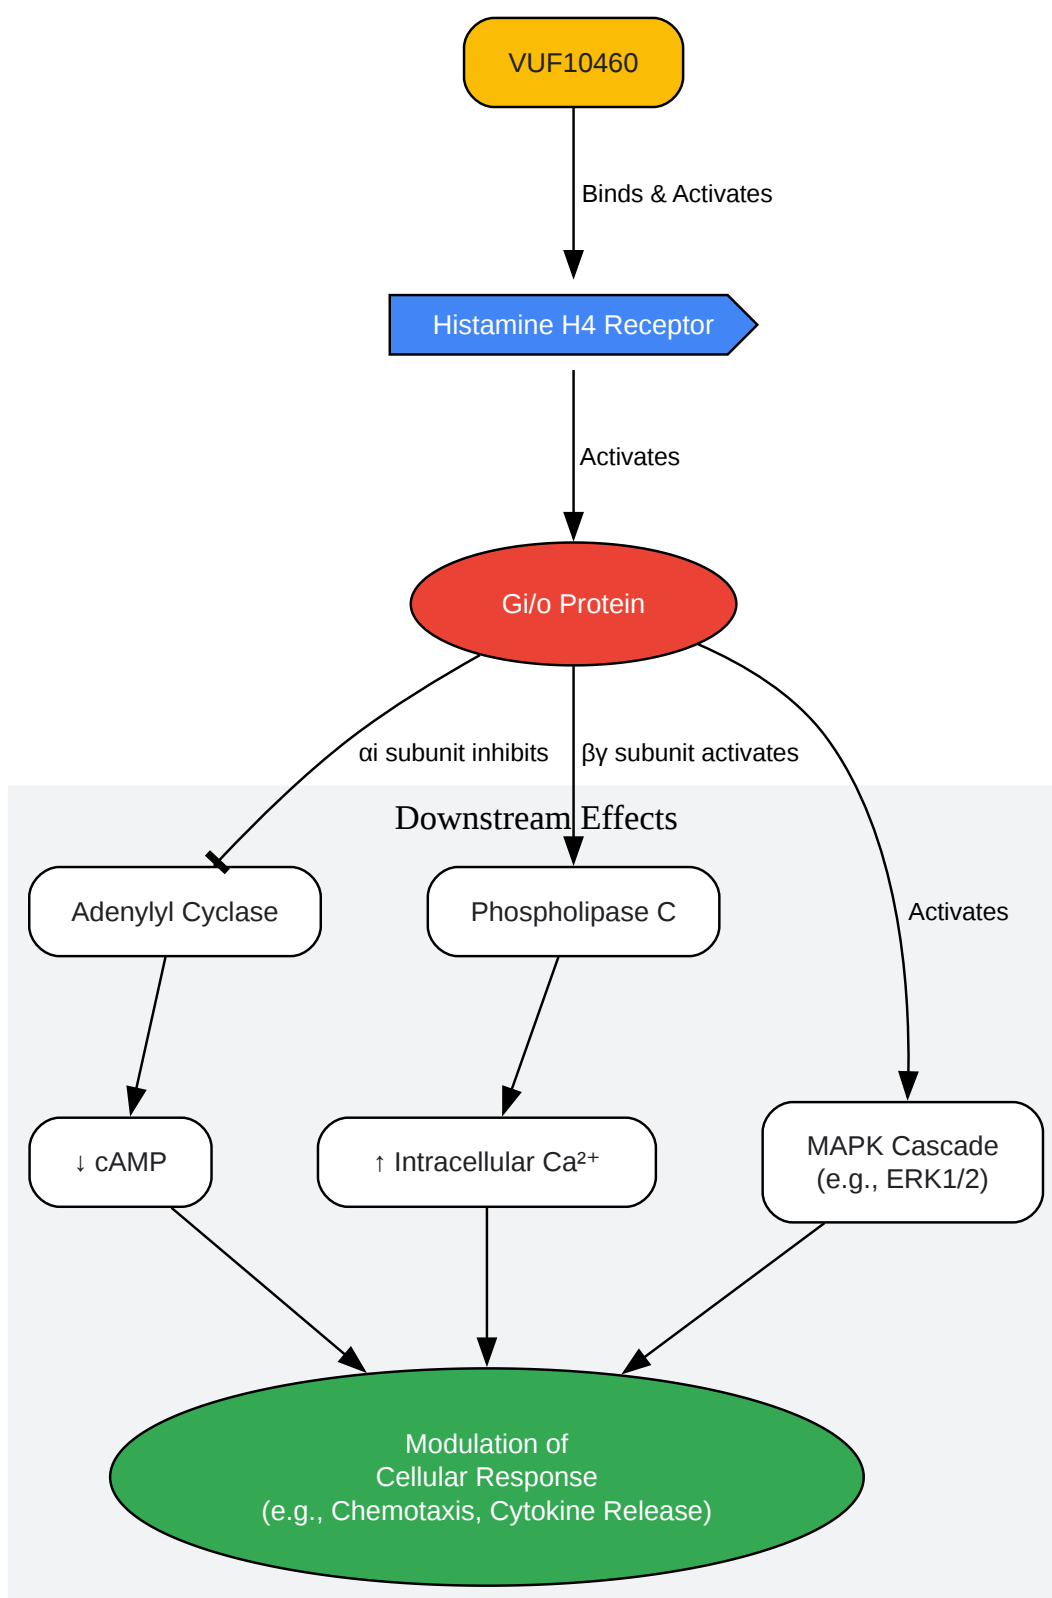 VUF10460
Binds & Activates
Histamine H4 Receptor
Activates
Gi/o Protein
αi subunit inhibits
βγ subunit activates
Downstream Effects
Adenylyl Cyclase
Phospholipase C
Activates
↓ cAMP
↑ Intracellular Ca²⁺
MAPK Cascade
(e.g., ERK1/2)
Modulation of
Cellular Response
(e.g., Chemotaxis, Cytokine Release)